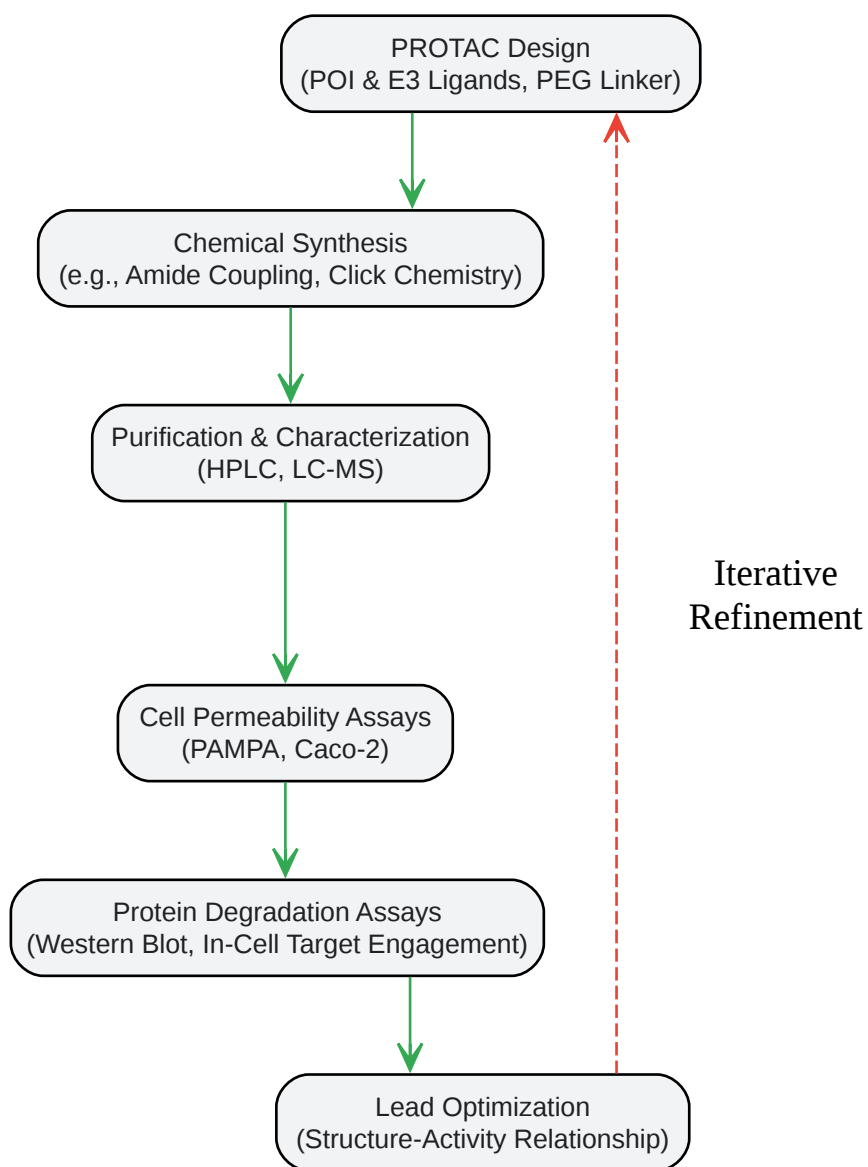 PROTAC Design
(POI & E3 Ligands, PEG Linker)
Chemical Synthesis
(e.g., Amide Coupling, Click Chemistry)
Purification & Characterization
(HPLC, LC-MS)
Iterative
Refinement
Cell Permeability Assays
(PAMPA, Caco-2)
Protein Degradation Assays
(Western Blot, In-Cell Target Engagement)
Lead Optimization
(Structure-Activity Relationship)